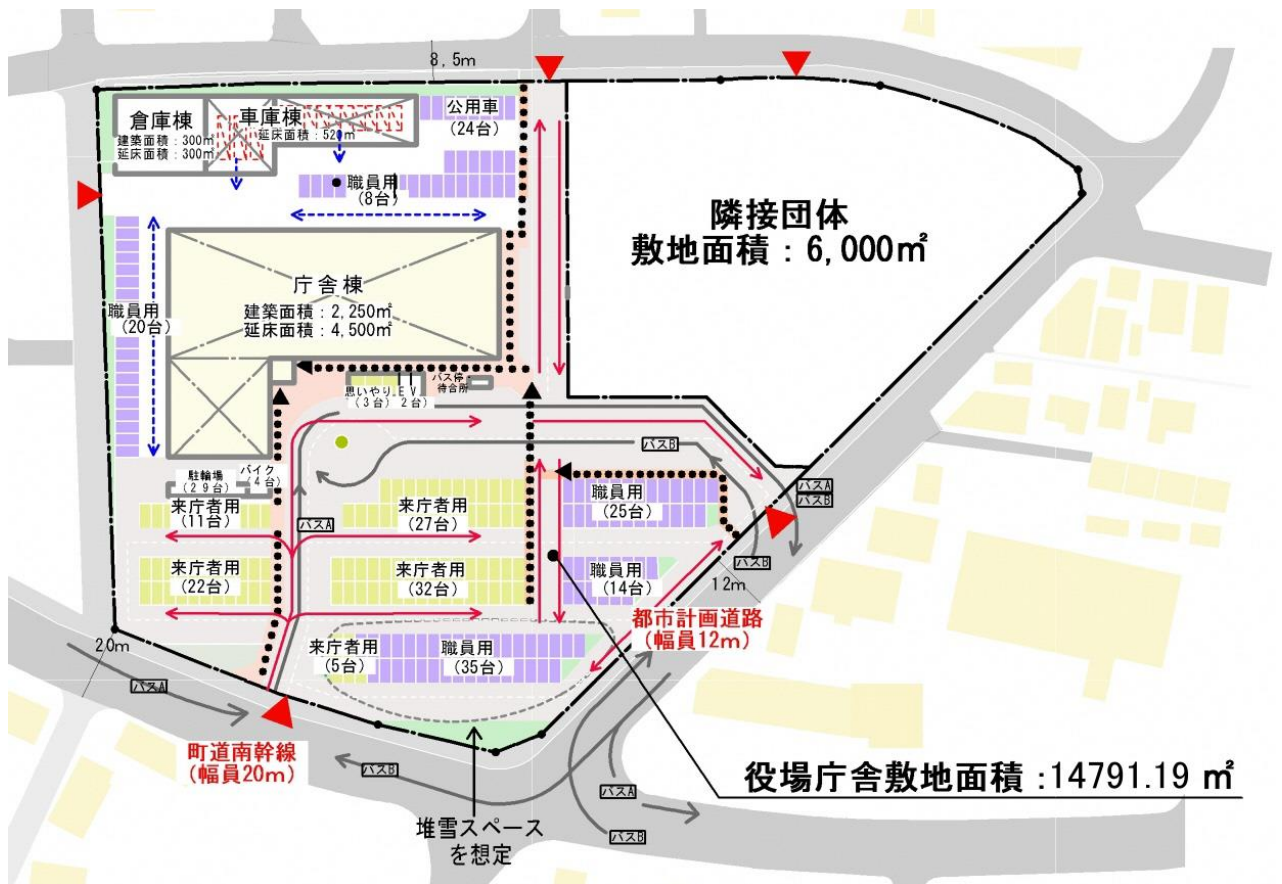 8,5m
倉庫棟
建築面積：300㎡
延床面積：300㎡
車庫棟
延床面積：520㎡
公用車
(24台)
職員用
(8台)
隣接団体
敷地面積：6,000㎡
庁舎棟
建築面積：2,250㎡
延床面積：4,500㎡
職員用
(20台)
思いやり
(3台)
EV
2台)
バス停・
待合所
バスB
駐輪場
(29台)
バイク
(4台)
来庁者用
(11台)
バスA
来庁者用
(27台)
職員用
(25台)
バスA
バスB
バスB
来庁者用
(22台)
来庁者用
(32台)
職員用
(14台)
12m
都市計画道路
(幅員12m)
来庁者用
(5台)
職員用
(35台)
20m
バスA
町道南幹線
(幅員20m)
バスB
役場庁舎敷地面積：14791.19 ㎡
バスA
バスB
堆雪スペース
を想定